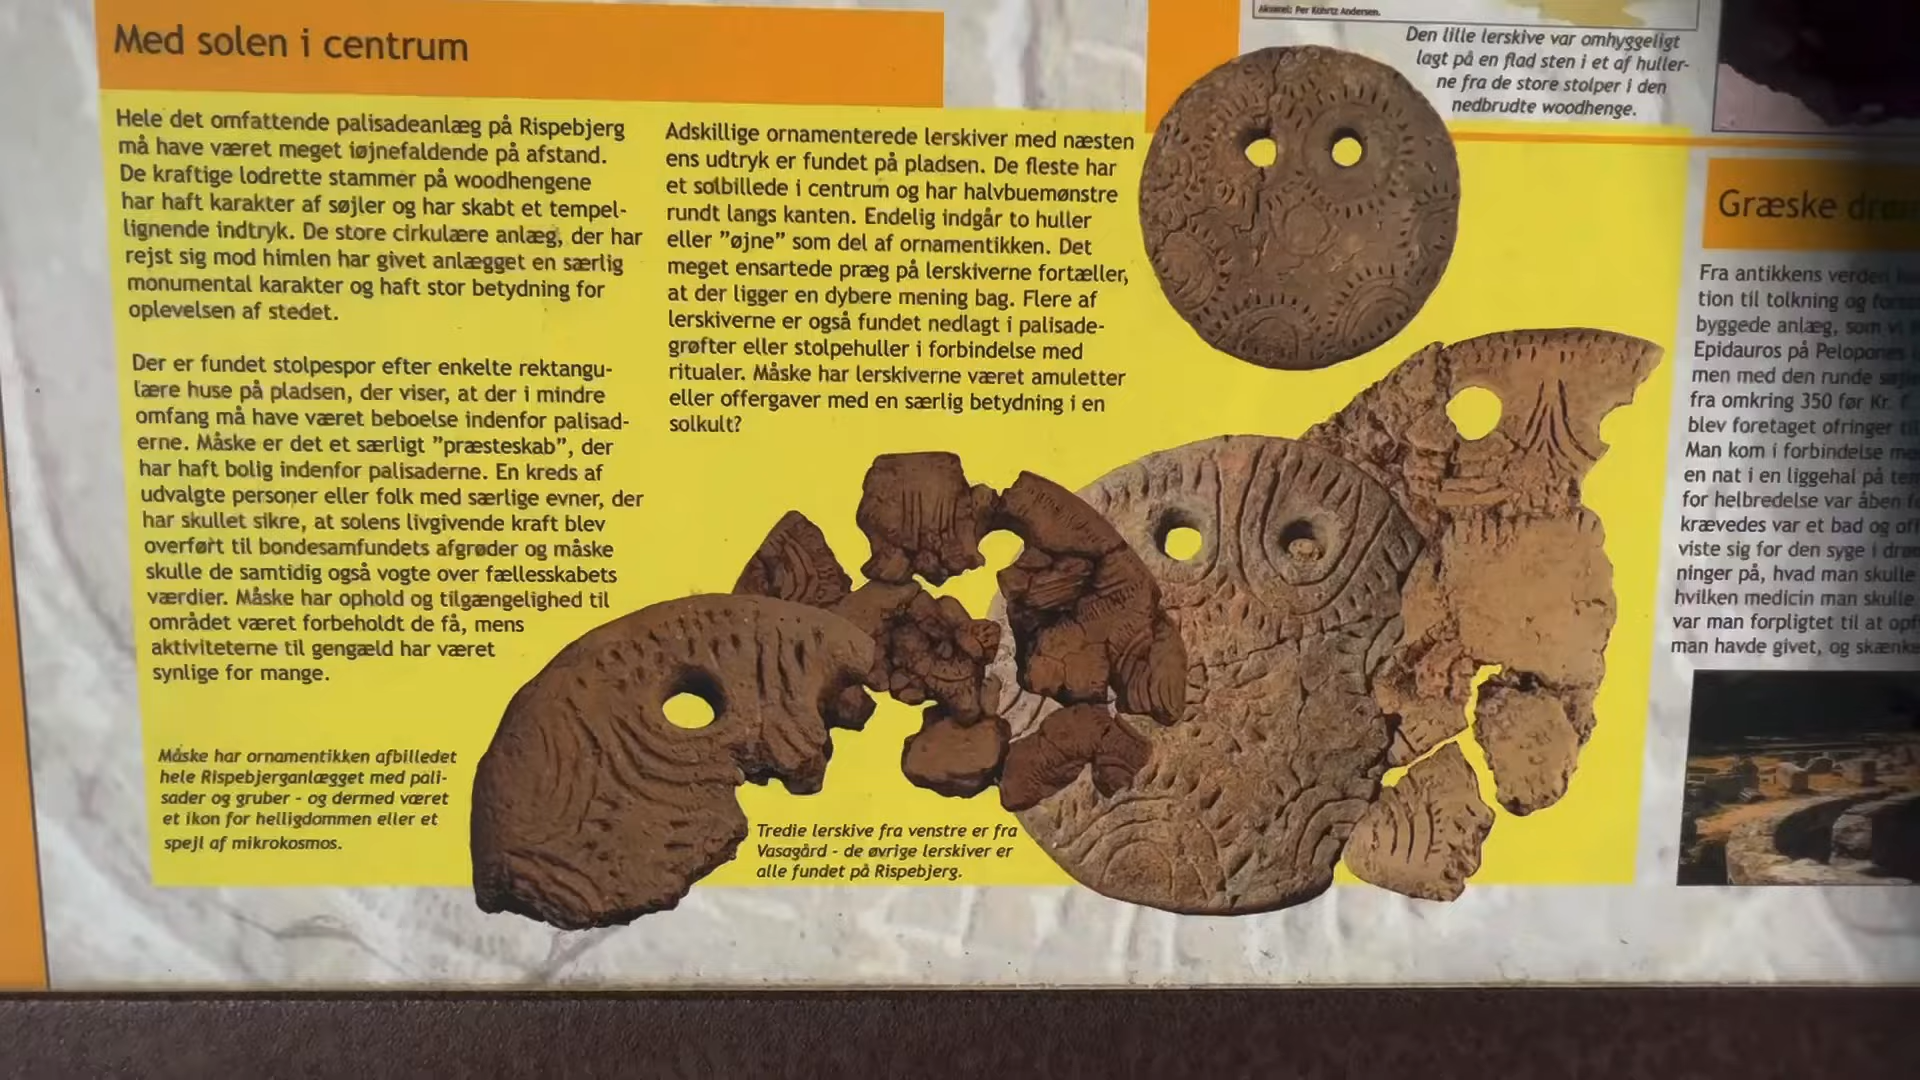 Med solen i centrum
Hele det omfattende palisadeanlæg på Rispebjerg
må have været meget iøjnefaldende på afstand.
De kraftige lodrette stammer på woodhengene
har haft karakter af søjler og har skabt et tempel-
lignende indtryk. De store cirkulære anlæg, der har
rejst sig mod himlen har givet anlægget en særlig
monumental karakter og haft stor betydning for
oplevelsen af stedet.
Der er fundet stolpespor efter enkelte rektangu-
lære huse på pladsen, der viser, at der i mindre
omfang må have været beboelse indenfor palisad-
erne. Måske er det et særligt "præsteskab", der
har haft bolig indenfor palisaderne. En kreds af
udvalgte personer eller folk med særlige evner, der
har skullet sikre, at solens livgivende kraft blev
overført til bondesamfundets afgrøder og måske
skulle de samtidig også vogte over fællesskabets
værdier. Måske har ophold og tilgængelighed til
området været forbeholdt de få, mens
aktiviteterne til gengæld har været
synlige for mange.
Måske har ornamentikken afbilledet
hele Rispebjerganlægget med pali-
sader og gruber - og dermed været
et ikon for helligdommen eller et
spejl af mikrokosmos.
Adskillige ornamenterede lerskiver med næsten
ens udtryk er fundet på pladsen. De fleste har
et solbillede i centrum og har halvbuemønstre
rundt langs kanten. Endelig indgår to huller
eller "øjne" som del af ornamentikken. Det
meget ensartede præg på lerskiverne fortæller,
at der ligger en dybere mening bag. Flere af
lerskiverne er også fundet nedlagt i palisade-
grøfter eller stolpehuller i forbindelse med
ritualer. Måske har lerskiverne været amuletter
eller offergaver med en særlig betydning i en
solkult?
Tredie lerskive fra venstre er fra
Vasagård - de øvrige lerskiver er
alle fundet på Rispebjerg.
Akvarel: Per Kohrtz Andersen.
Den lille lerskive var omhyggeligt
lagt på en flad sten i et af huller-
ne fra de store stolper i den
nedbrudte woodhenge.
Græske
Fra antikkens verden
tion til tolkning og
byggede anlæg, som
Epidauros på
men med den runde
fra omkring 350 før Kr.
blev foretaget ofringer
Man kom i forbindelse
en nat i en liggehal på
for helbredelse var åben
krævedes var et bad og
viste sig for den syge i
ninger på, hvad man skulle
hvilken medicin man skulle
var man forpligtet til at
man havde givet, og